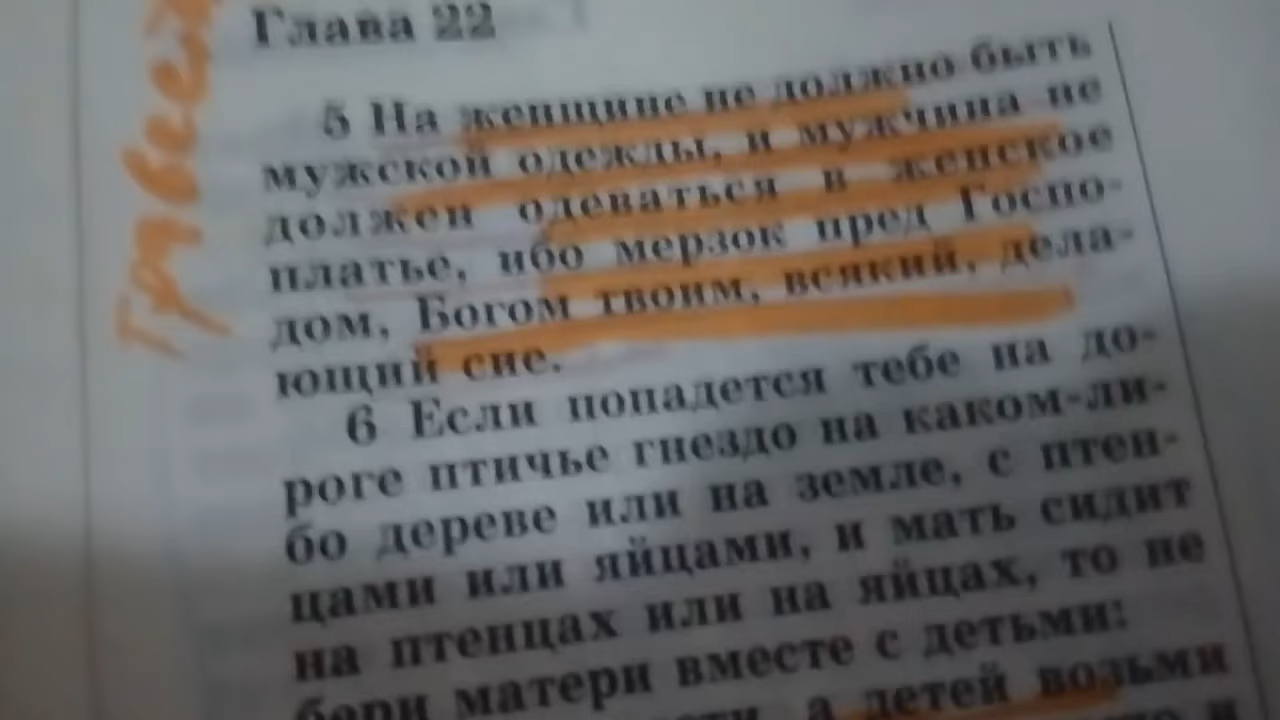 Глава 22
5 На женщине не должно быть
мужской одежды, и мужчина не
должен одеваться в женское
платье, ибо мерзок пред Госпо-
дом, Богом твоим, всякий, дела-
ющий сие.
6 Если попадется тебе на до-
роге птичье гнездо на каком-ли-
бо дереве или на земле, с птен-
цами или яйцами, и мать сидит
на птенцах или на яйцах, то не
бери матери вместе с детьми:
а детей возьми